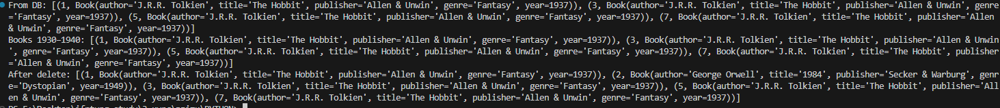 From DB: [(1, Book(author='J.R.R. Tolkien', title='The Hobbit', publisher='Allen & Unwin', genre='Fantasy', year=1937)), (3, Book(author='J.R.R. Tolkien', title='The Hobbit', publisher='Allen & Unwin', genre
='Fantasy', year=1937)), (5, Book(author='J.R.R. Tolkien', title='The Hobbit', publisher='Allen & Unwin', genre='Fantasy', year=1937)), (7, Book(author='J.R.R. Tolkien', title='The Hobbit', publisher='Allen
& Unwin', genre='Fantasy', year=1937))]
Books 1930–1940: [(1, Book(author='J.R.R. Tolkien', title='The Hobbit', publisher='Allen & Unwin', genre='Fantasy', year=1937)), (3, Book(author='J.R.R. Tolkien', title='The Hobbit', publisher='Allen & Unwin
', genre='Fantasy', year=1937)), (5, Book(author='J.R.R. Tolkien', title='The Hobbit', publisher='Allen & Unwin', genre='Fantasy', year=1937)), (7, Book(author='J.R.R. Tolkien', title='The Hobbit', publisher
='Allen & Unwin', genre='Fantasy', year=1937))]
After delete: [(1, Book(author='J.R.R. Tolkien', title='The Hobbit', publisher='Allen & Unwin', genre='Fantasy', year=1937)), (2, Book(author='George Orwell', title='1984', publisher='Secker & Warburg', genr
e='Dystopian', year=1949)), (3, Book(author='J.R.R. Tolkien', title='The Hobbit', publisher='Allen & Unwin', genre='Fantasy', year=1937)), (5, Book(author='J.R.R. Tolkien', title='The Hobbit', publisher='All
en & Unwin', genre='Fantasy', year=1937)), (7, Book(author='J.R.R. Tolkien', title='The Hobbit', publisher='Allen & Unwin', genre='Fantasy', year=1937))]